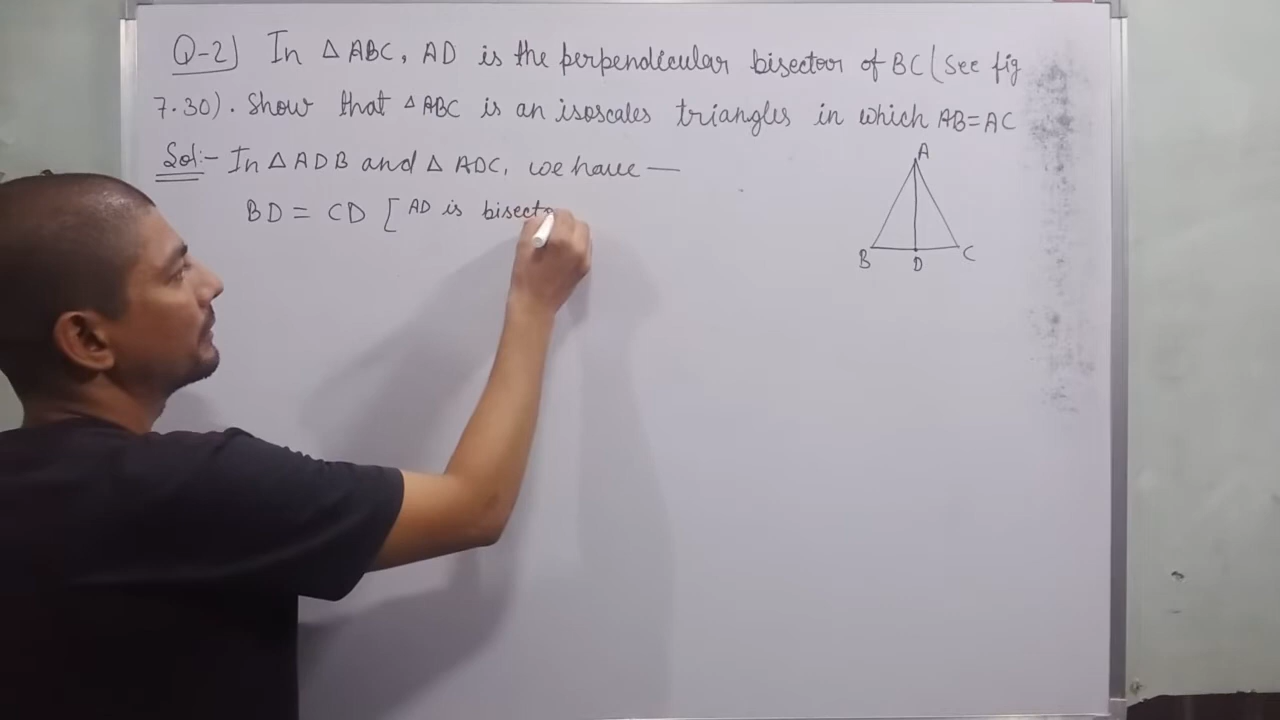 Q-2) In △ ABC, AD is the perpendicular bisector of BC (See fig
7.30). Show that △ ABC is an isoscales triangles in which AB=AC
Sol:- In △ ADB and △ ADC, we have —
BD = CD [ AD is bisecto
A
B D C